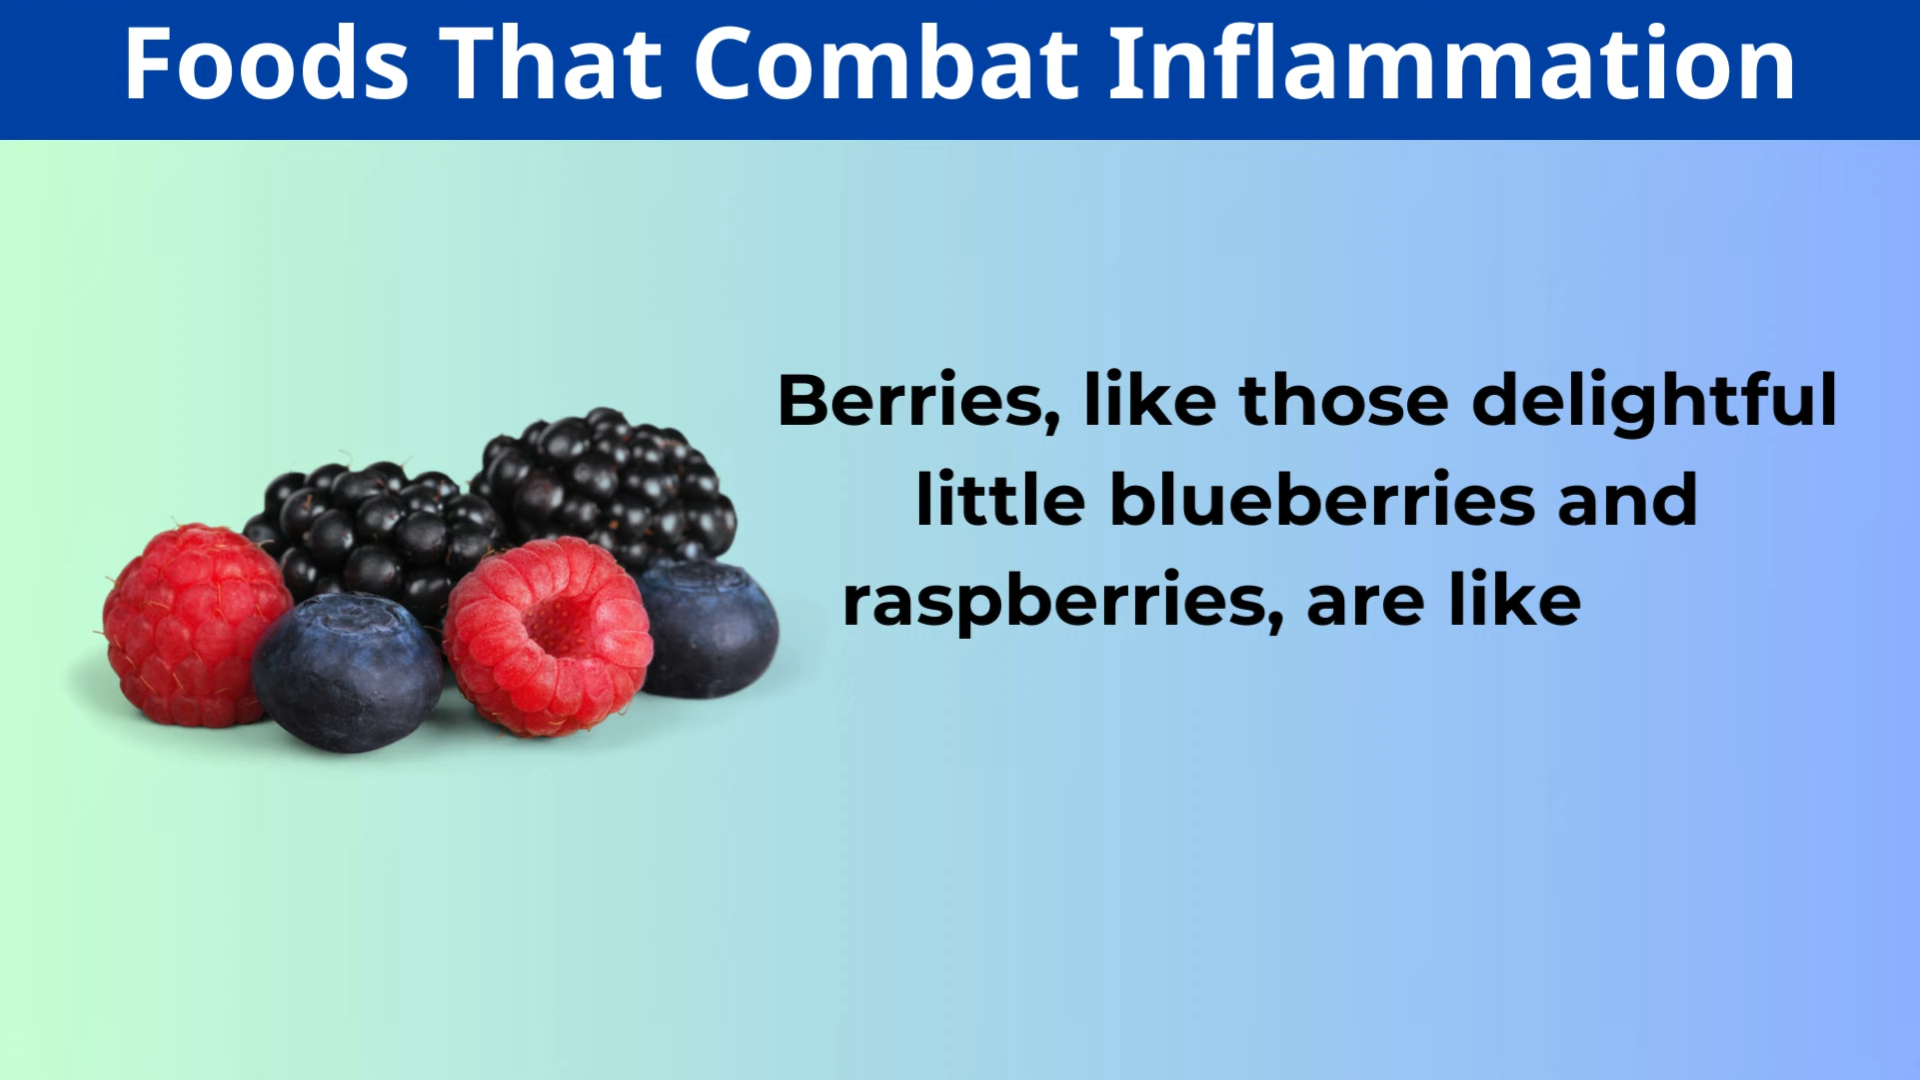 Foods That Combat Inflammation
Berries, like those delightful
little blueberries and
raspberries, are like